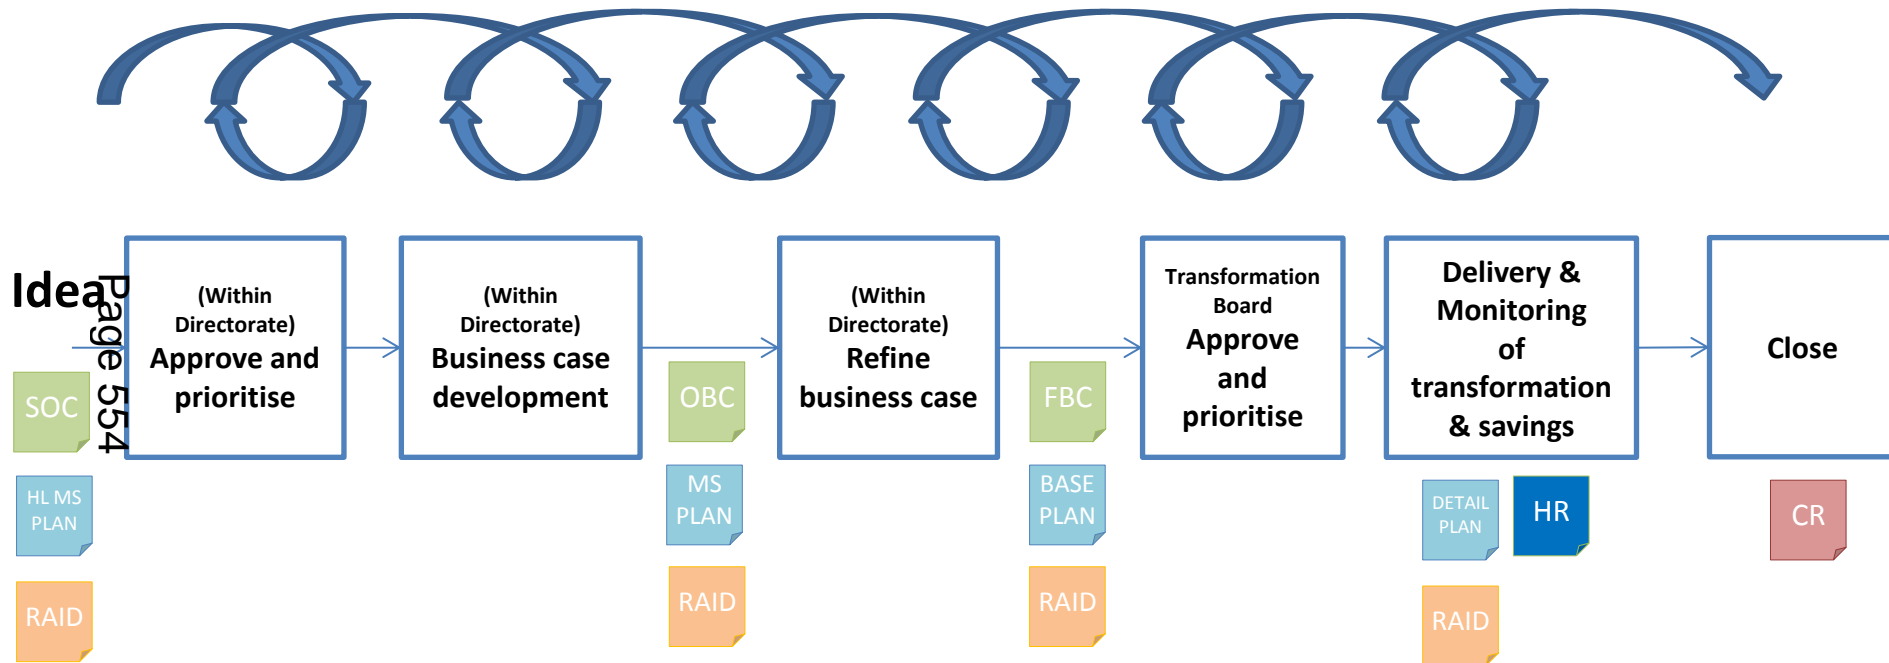 Idea
Page 554
(Within
Directorate)
Approve and
prioritise
(Within
Directorate)
Business case
development
(Within
Directorate)
Refine
business case
Transformation
Board
Approve
and
prioritise
Delivery &
Monitoring
of
transformation
& savings
Close
SOC
HL MS
PLAN
RAID
OBC
MS
PLAN
RAID
FBC
BASE
PLAN
RAID
DETAIL
PLAN
HR
RAID
CR